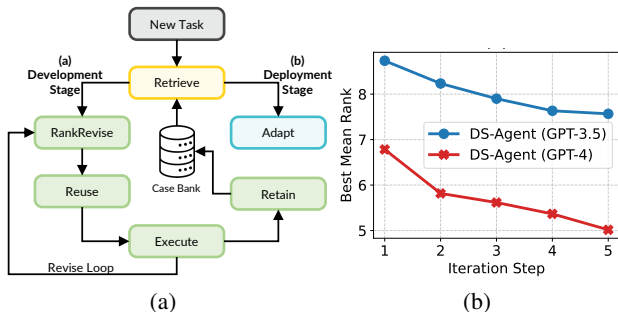 New Task
(a)
Development
Stage
Retrieve
(b)
Deployment
Stage
RankRevise
Adapt
Case Bank
Reuse
Retain
Execute
Revise Loop
(a)
Best Mean Rank
9
8
7
6
5
DS-Agent (GPT-3.5)
DS-Agent (GPT-4)
1 2 3 4 5
Iteration Step
(b)